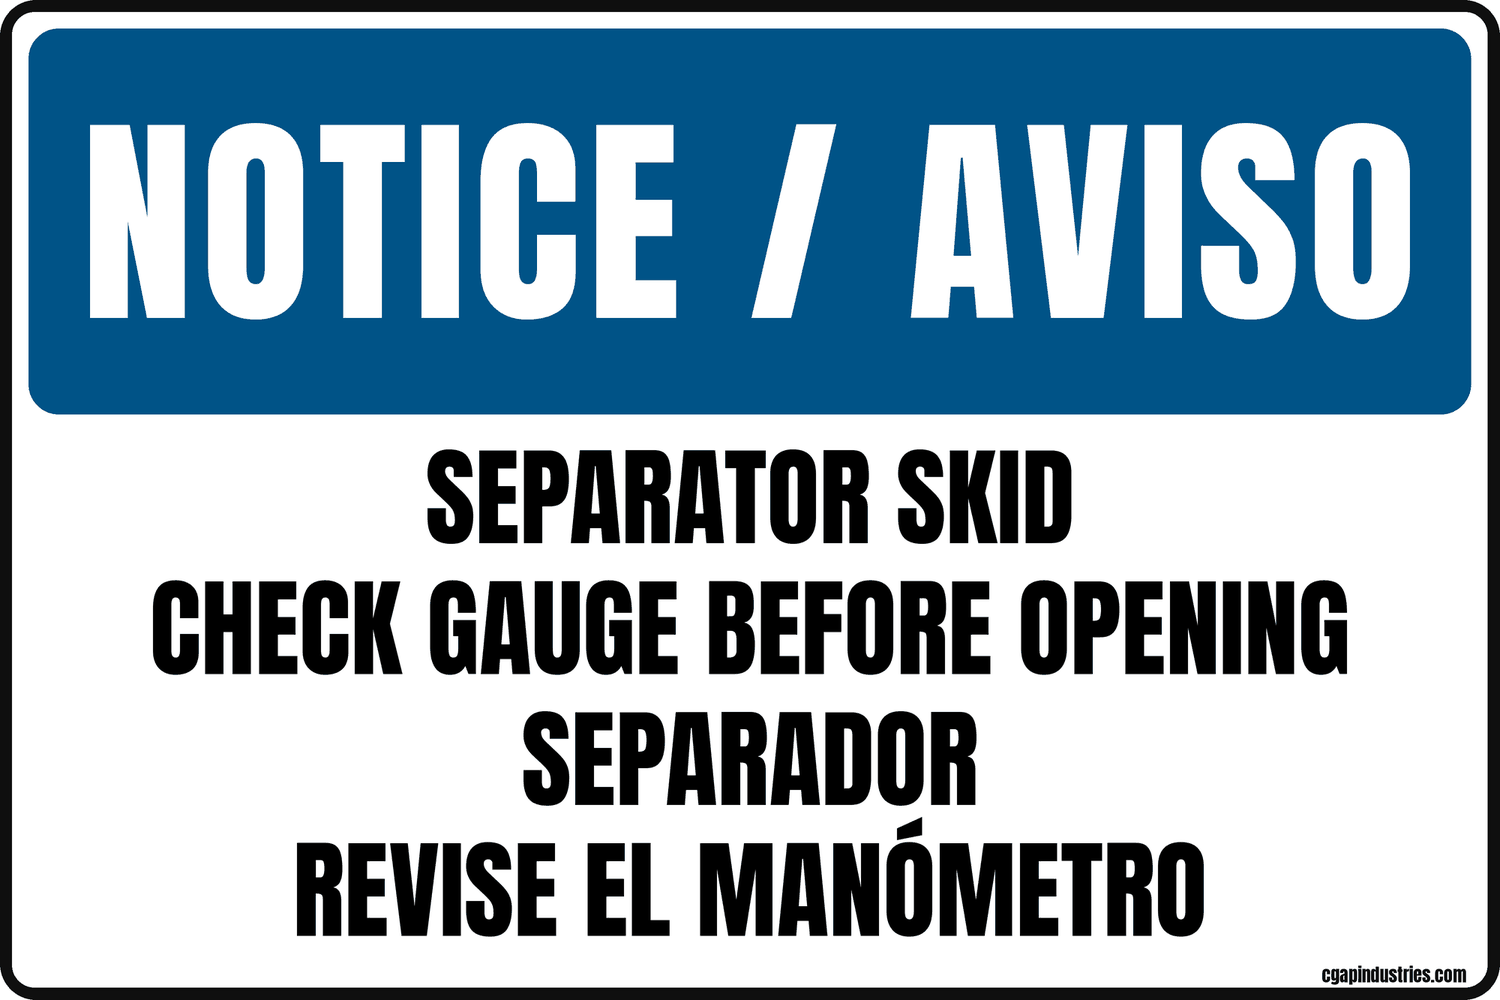 NOTICE / AVISO
SEPARATOR SKID
CHECK GAUGE BEFORE OPENING
SEPARADOR
REVISE EL MANÓMETRO
cgapindustries.com